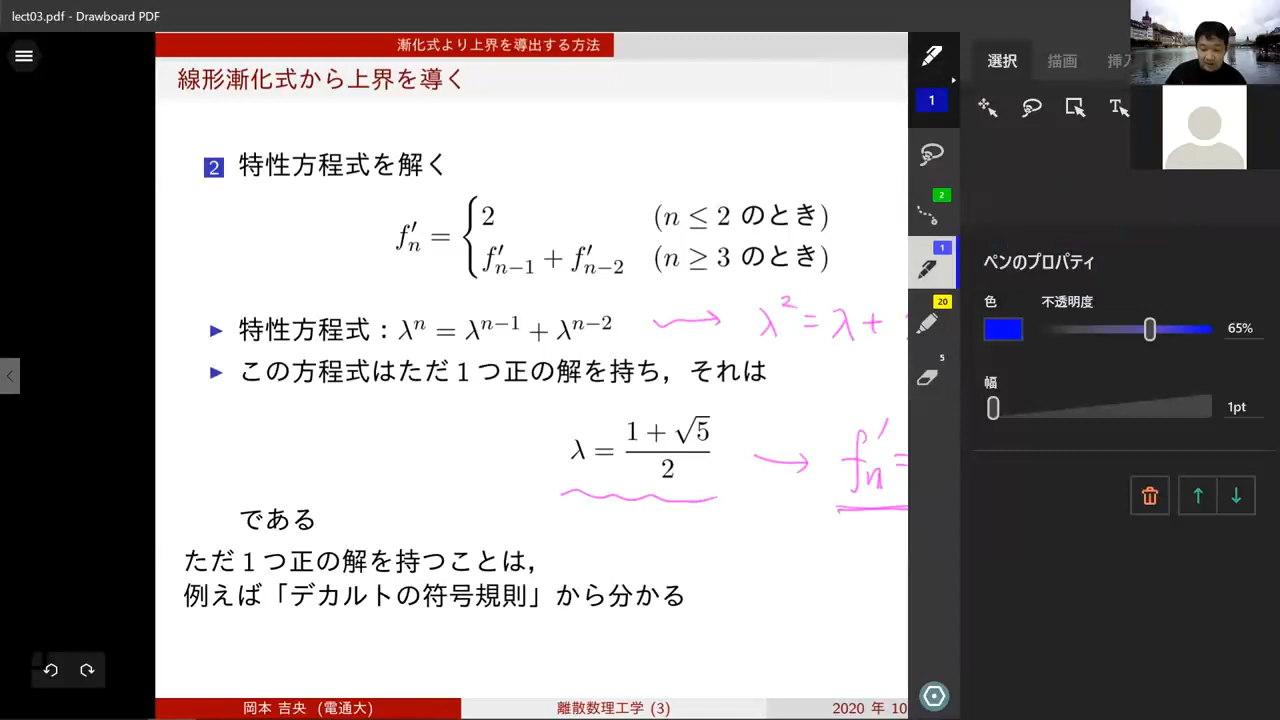 lect03.pdf - Drawboard PDF
漸化式より上界を導出する方法
線形漸化式から上界を導く
2 特性方程式を解く
f′n = { 2 (n ≤ 2 のとき)
f′n−1 + f′n−2 (n ≥ 3 のとき)
▶ 特性方程式：λ^n = λ^{n−1} + λ^{n−2} → λ² = λ +
▶ この方程式はただ 1 つ正の解を持ち，それは
λ = (1 + √5)/2 → f′n =
である
ただ 1 つ正の解を持つことは，
例えば「デカルトの符号規則」から分かる
岡本 吉央 (電通大)
離散数理工学 (3)
2020 年 10
1
2
1
20
5
選択
描画
挿
T
ペンのプロパティ
色
不透明度
65%
幅
1pt